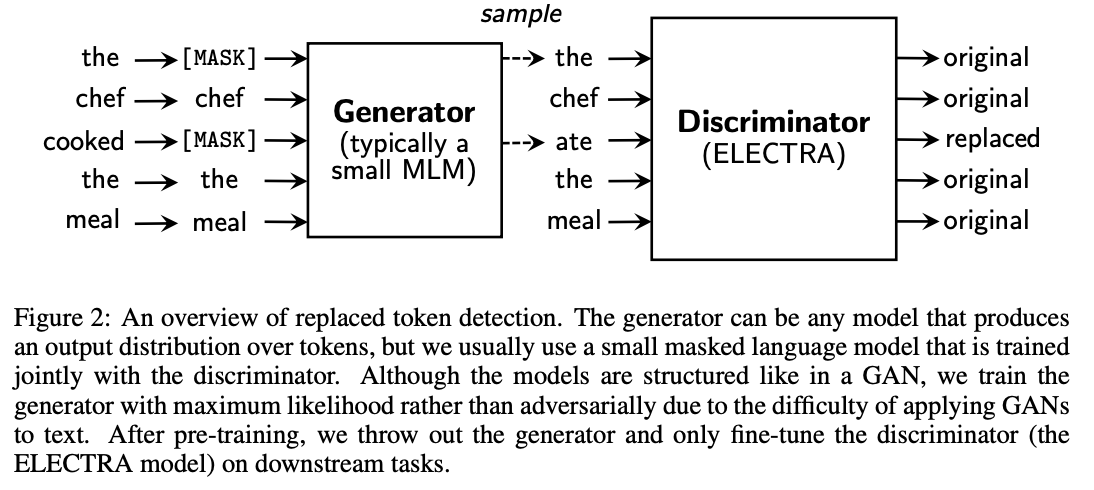 sample
the [MASK] the original
chef chef chef original
cooked [MASK] ate replaced
the the the original
meal meal meal original
Generator
(typically a
small MLM)
Discriminator
(ELECTRA)
Figure 2: An overview of replaced token detection. The generator can be any model that produces
an output distribution over tokens, but we usually use a small masked language model that is trained
jointly with the discriminator. Although the models are structured like in a GAN, we train the
generator with maximum likelihood rather than adversarially due to the difficulty of applying GANs
to text. After pre-training, we throw out the generator and only fine-tune the discriminator (the
ELECTRA model) on downstream tasks.